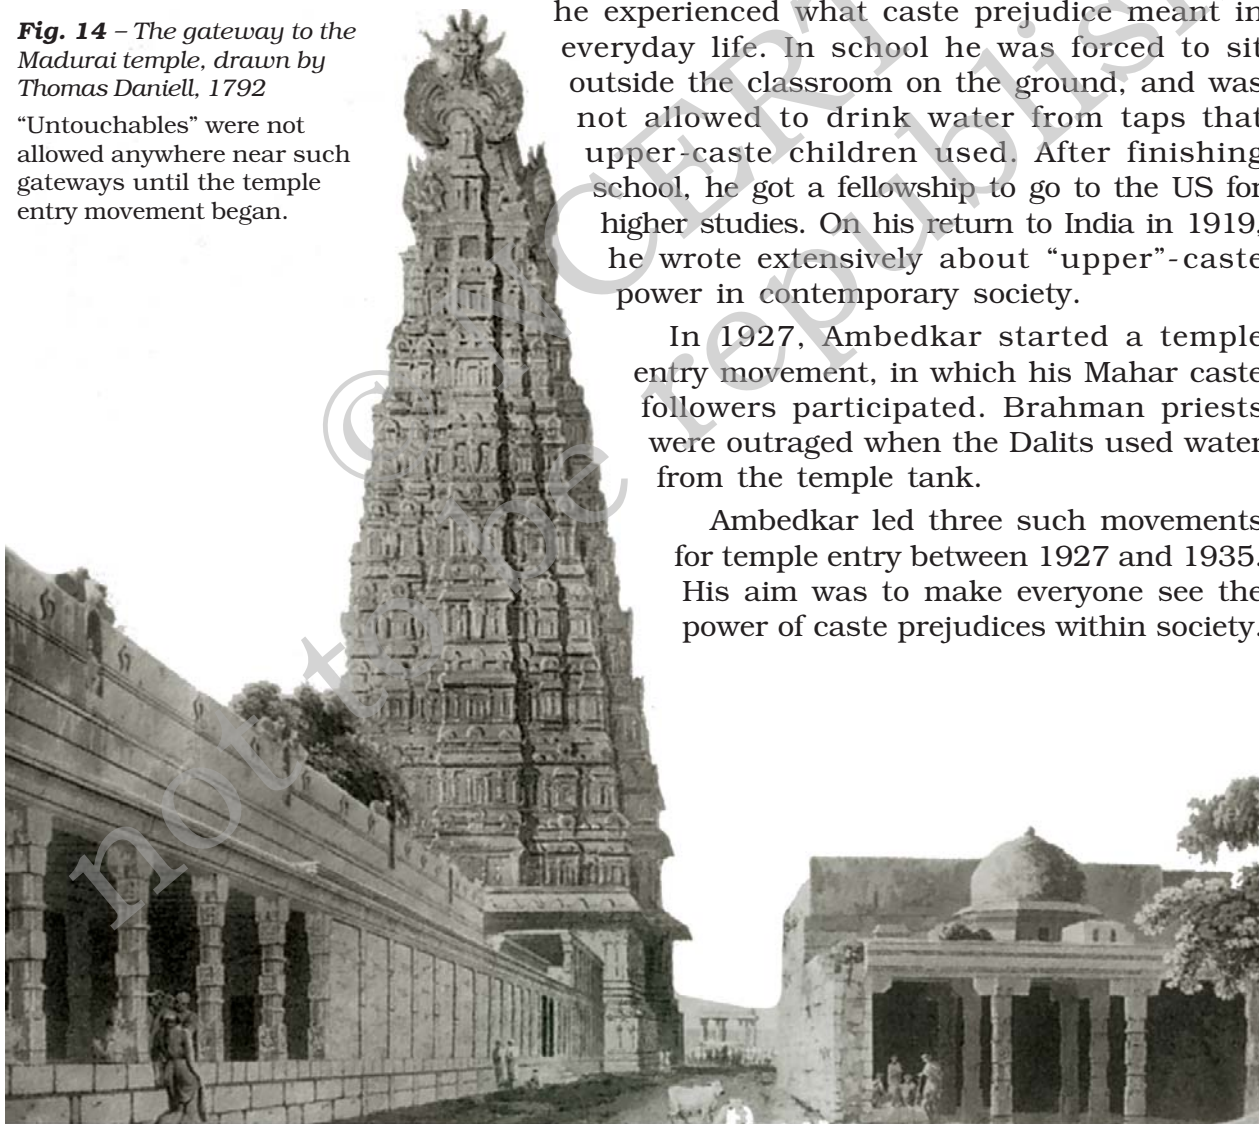 Fig. 14 – The gateway to the
Madurai temple, drawn by
Thomas Daniell, 1792
“Untouchables” were not
allowed anywhere near such
gateways until the temple
entry movement began.
he experienced what caste prejudice meant in
everyday life. In school he was forced to sit
outside the classroom on the ground, and was
not allowed to drink water from taps that
upper-caste children used. After finishing
school, he got a fellowship to go to the US for
higher studies. On his return to India in 1919,
he wrote extensively about “upper”-caste
power in contemporary society.
In 1927, Ambedkar started a temple
entry movement, in which his Mahar caste
followers participated. Brahman priests
were outraged when the Dalits used water
from the temple tank.
Ambedkar led three such movements
for temple entry between 1927 and 1935.
His aim was to make everyone see the
power of caste prejudices within society.
not to be republis